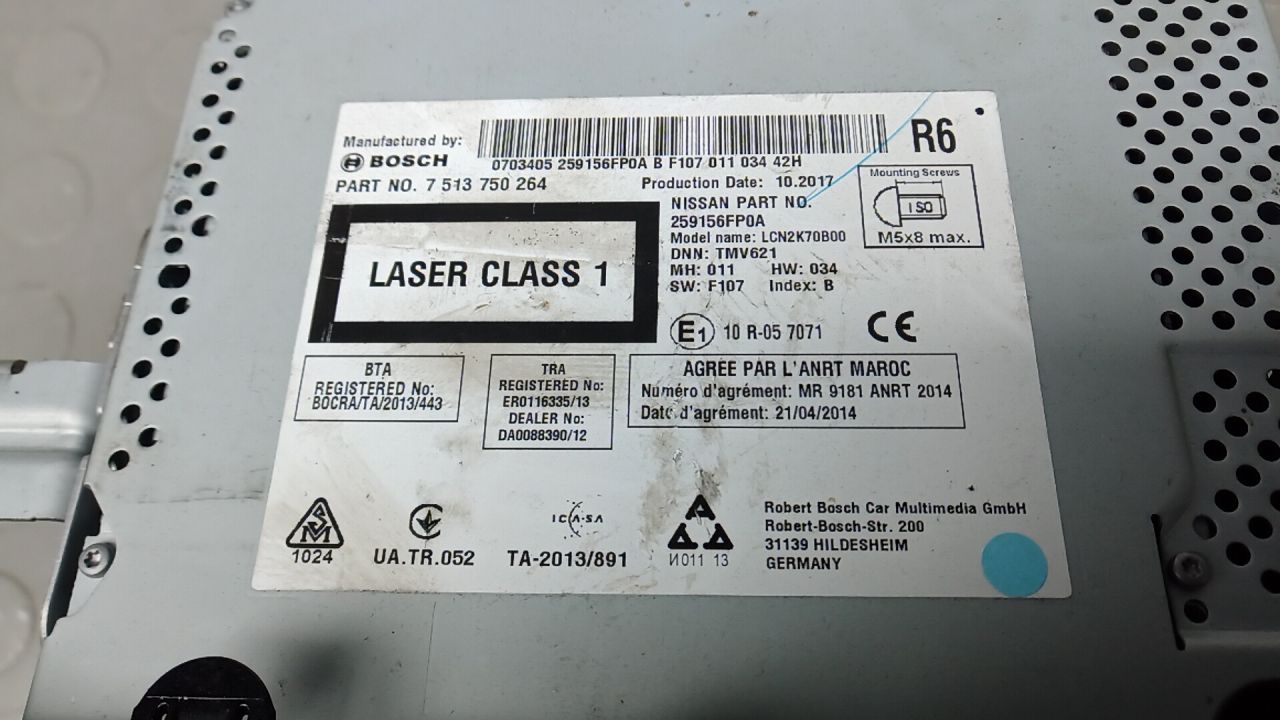 Manufactured by:
BOSCH
0703405 259156FP0A B F107 011 034 42H
R6
PART NO. 7 513 750 264
Production Date: 10.2017
NISSAN PART NO.
259156FP0A
Model name: LCN2K70B00
DNN: TMV621
MH: 011 HW: 034
SW: F107 Index: B
Mounting Screws
ISO
M5x8 max.
LASER CLASS 1
E1 10 R-05 7071
CE
BTA
REGISTERED No:
BOCRA/TA/2013/443
TRA
REGISTERED No:
ER0116335/13
DEALER No:
DA0088390/12
AGREE PAR L'ANRT MAROC
Numéro d'agrément: MR 9181 ANRT 2014
Date d'agrément: 21/04/2014
SM
1024
UA.TR.052
ICASA
TA-2013/891
И011 13
Robert Bosch Car Multimedia GmbH
Robert-Bosch-Str. 200
31139 HILDESHEIM
GERMANY